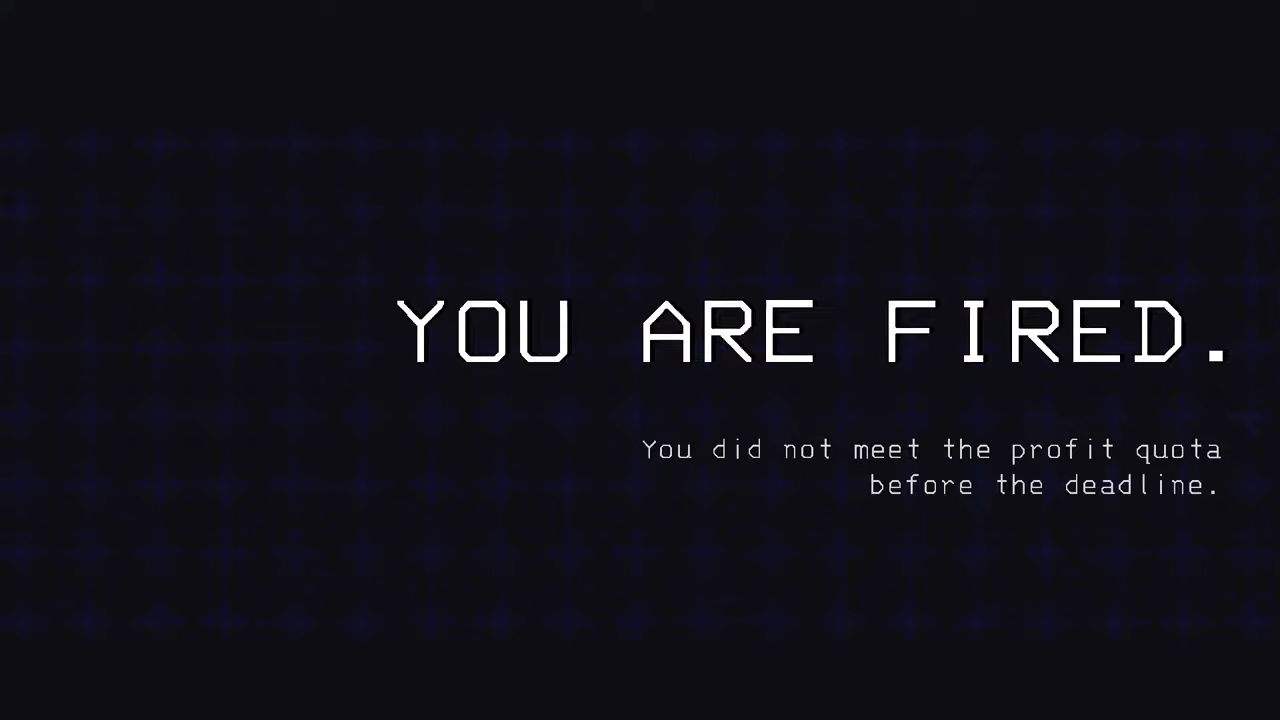 YOU ARE FIRED.
You did not meet the profit quota
before the deadline.